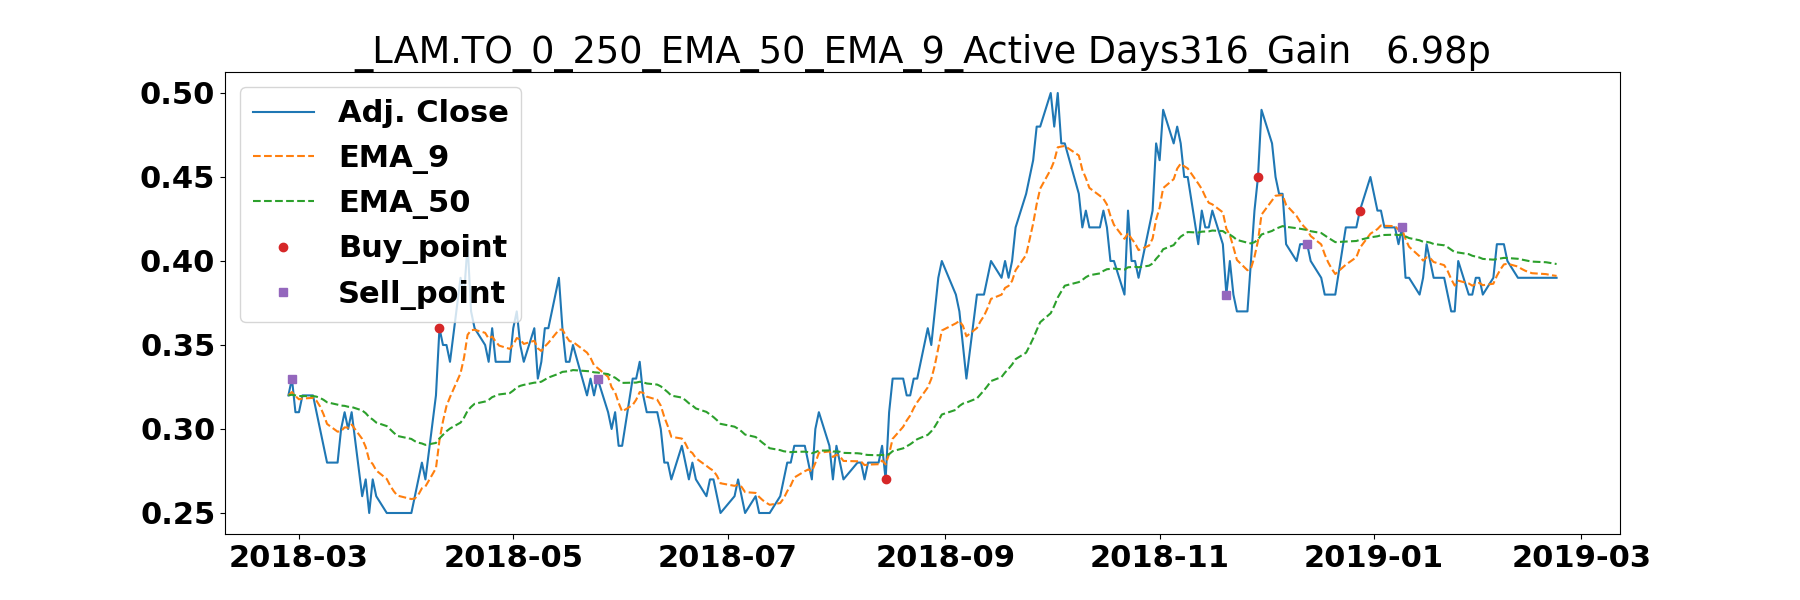 _LAM.TO_0_250_EMA_50_EMA_9_Active Days316_Gain   6.98p
0.50
0.45
0.40
0.35
0.30
0.25
Adj. Close
EMA_9
EMA_50
Buy_point
Sell_point
2018-03 2018-05 2018-07 2018-09 2018-11 2019-01 2019-03